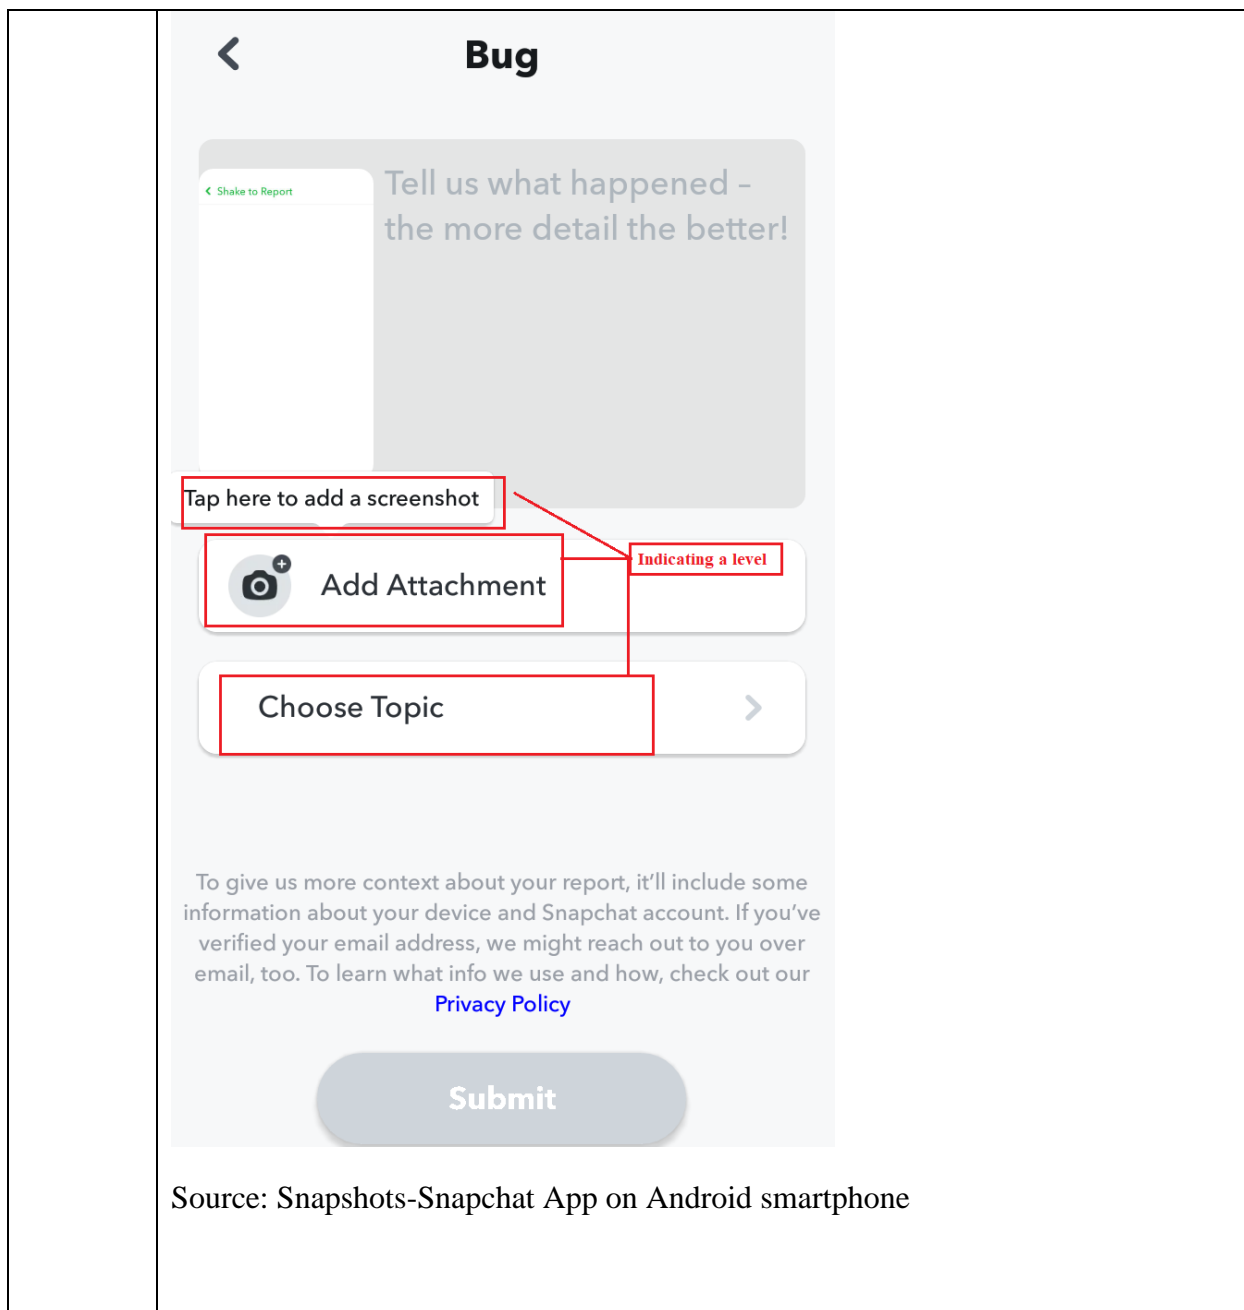 Bug
Shake to Report
Tell us what happened –
the more detail the better!
Tap here to add a screenshot
Indicating a level
Add Attachment
Choose Topic
To give us more context about your report, it’ll include some
information about your device and Snapchat account. If you’ve
verified your email address, we might reach out to you over
email, too. To learn what info we use and how, check out our
Privacy Policy
Submit
Source: Snapshots-Snapchat App on Android smartphone